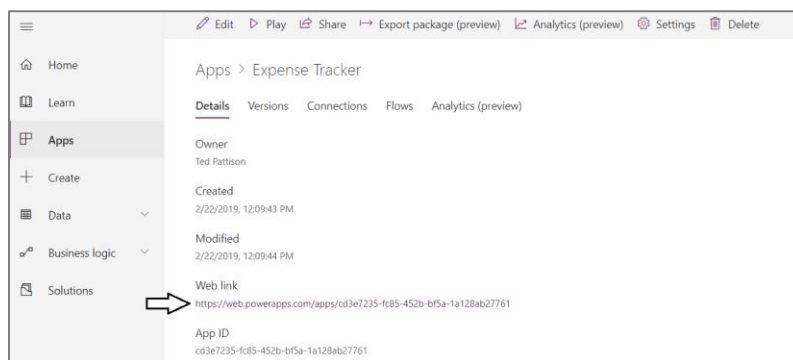 Edit Play Share Export package (preview) Analytics (preview) Settings Delete
Home
Learn
Apps
Create
Data
Business logic
Solutions
Apps > Expense Tracker
Details Versions Connections Flows Analytics (preview)
Owner
Ted Pattison
Created
2/22/2019, 12:09:43 PM
Modified
2/22/2019, 12:09:44 PM
Web link
https://web.powerapps.com/apps/cd3e7235-fc85-452b-bf5a-1a128ab27761
App ID
cd3e7235-fc85-452b-bf5a-1a128ab27761